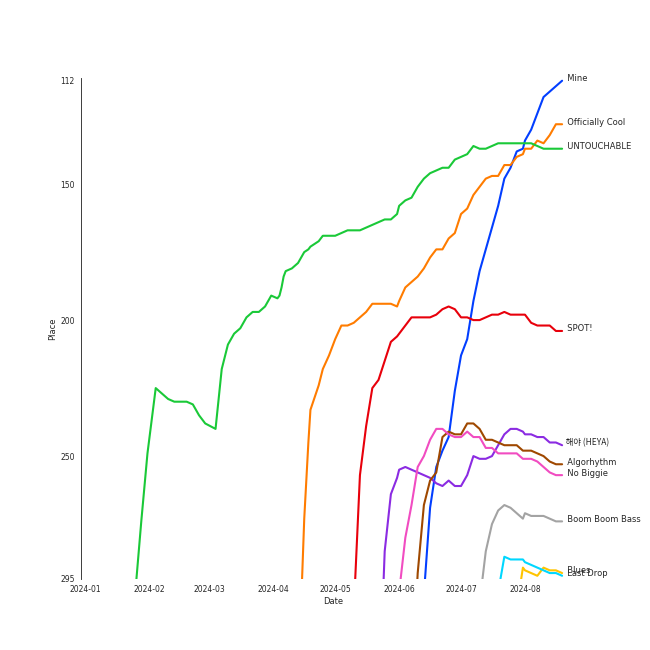 112
Mine
Officially Cool
UNTOUCHABLE
150
Place
200
SPOT!
해야 (HEYA)
250
Algorhythm
No Biggie
Boom Boom Bass
Blues
Last Drop
295
2024-01
2024-02
2024-03
2024-04
2024-05
2024-06
2024-07
2024-08
Date